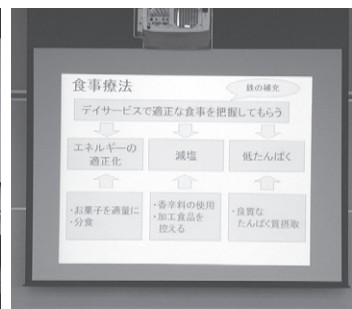 食事療法
鉄の補充
デイサービスで適正な食事を把握してもらう
エネルギーの
適正化
減塩
低たんぱく
・お菓子を適量に
・分食
・香辛料の使用
・加工食品を
控える
・良質な
たんぱく質摂取